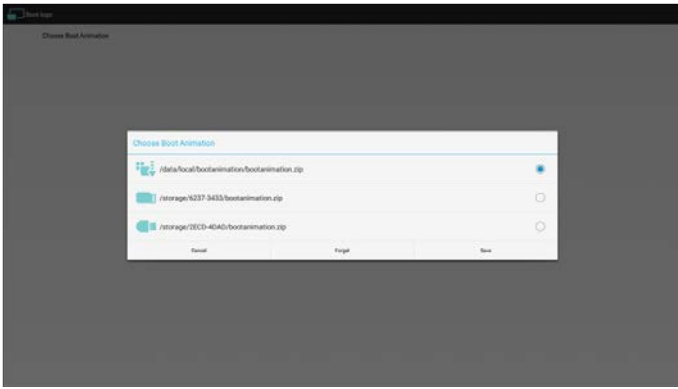 Boot logo
Choose Boot Animation
Choose Boot Animation
/data/local/bootanimation/bootanimation.zip
/storage/6237-3433/bootanimation.zip
/storage/2ECD-4DAD/bootanimation.zip
Cancel Forget Save